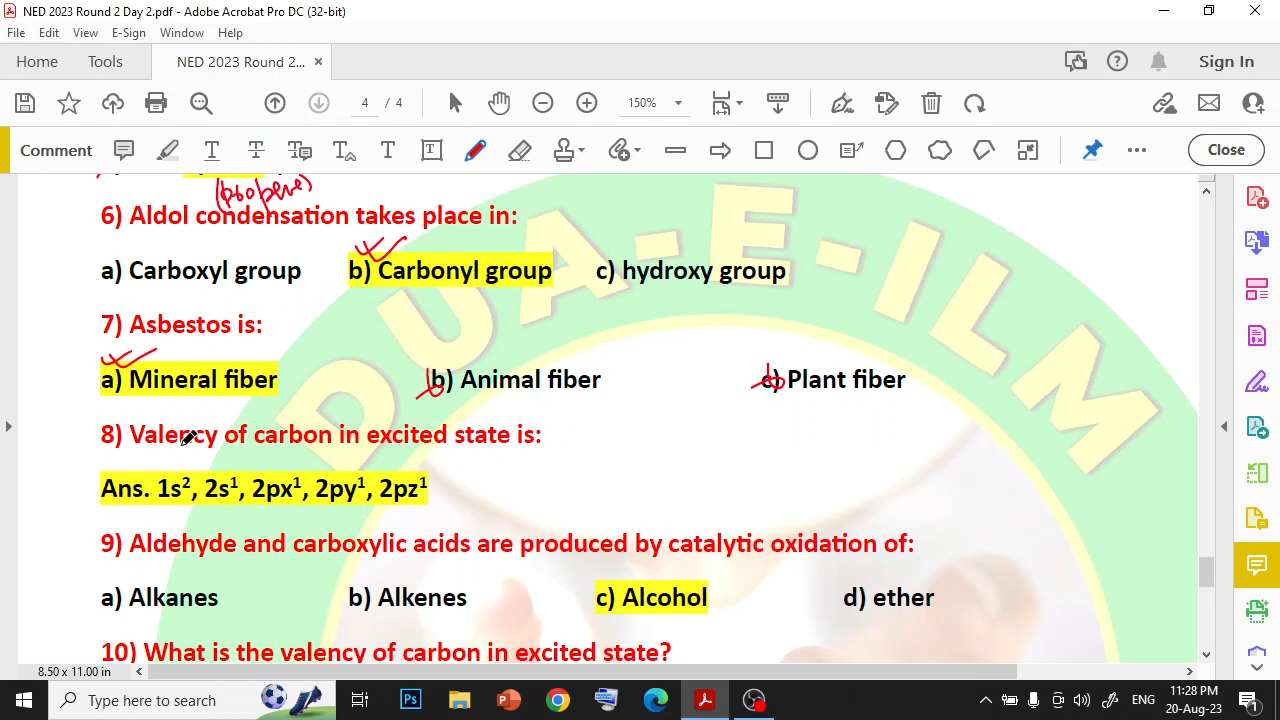 NED 2023 Round 2 Day 2.pdf - Adobe Acrobat Pro DC (32-bit)
File Edit View E-Sign Window Help
Home Tools NED 2023 Round 2... × Sign In
4 / 4 150%
Comment Close
(propene)
6) Aldol condensation takes place in:
a) Carboxyl group b) Carbonyl group c) hydroxy group
7) Asbestos is:
a) Mineral fiber b) Animal fiber c) Plant fiber
8) Valency of carbon in excited state is:
Ans. 1s², 2s¹, 2px¹, 2py¹, 2pz¹
9) Aldehyde and carboxylic acids are produced by catalytic oxidation of:
a) Alkanes b) Alkenes c) Alcohol d) ether
10) What is the valency of carbon in excited state?
DUA-E-ILM
8.50 x 11.00 in
Type here to search
ENG
11:28 PM
20-Aug-23
1